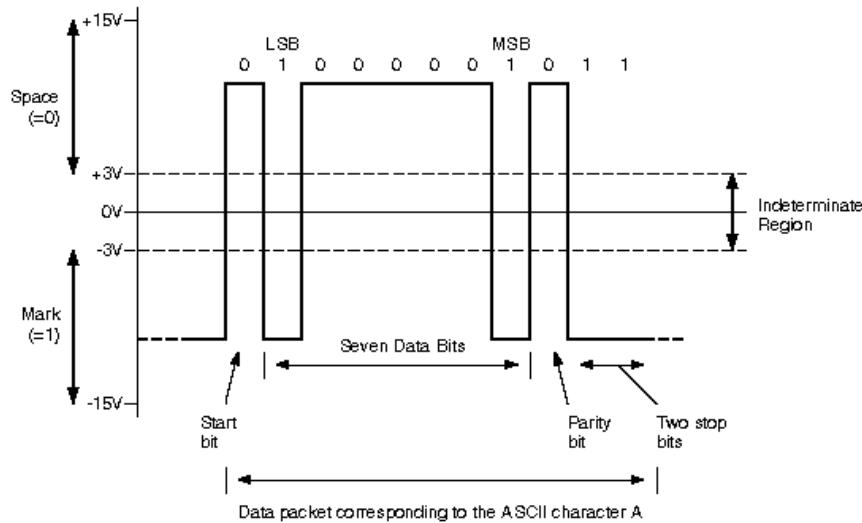 +15V
LSB MSB
0 1 0 0 0 0 0 1 0 1 1
Space
(=0)
+3V
0V
-3V
Indeterminate
Region
Mark
(=1)
Seven Data Bits
-15V
Start
bit
Parity
bit
Two stop
bits
Data packet corresponding to the ASCII character A